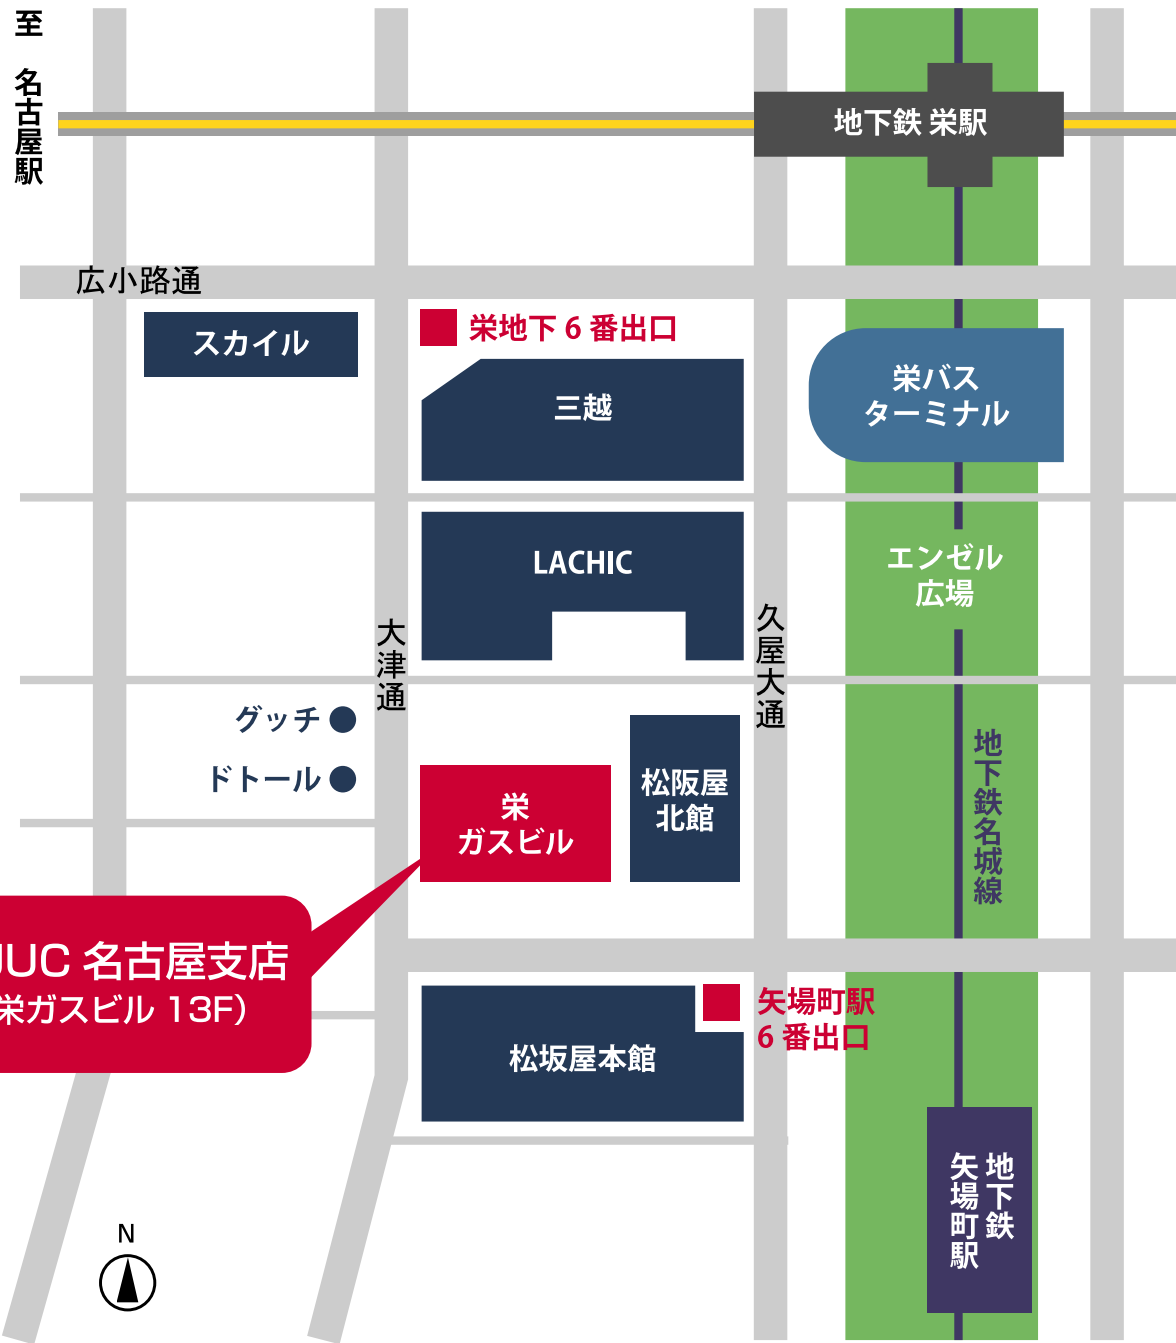 至 名古屋駅
地下鉄 栄駅
広小路通
スカイル
栄地下 6 番出口
三越
栄バス
ターミナル
LACHIC
エンゼル
広場
大津通
久屋大通
グッチ
ドトール
栄
ガスビル
松阪屋
北館
地下鉄名城線
UC 名古屋支店
栄ガスビル 13F）
矢場町駅
6 番出口
松坂屋本館
地下鉄
矢場町駅
N